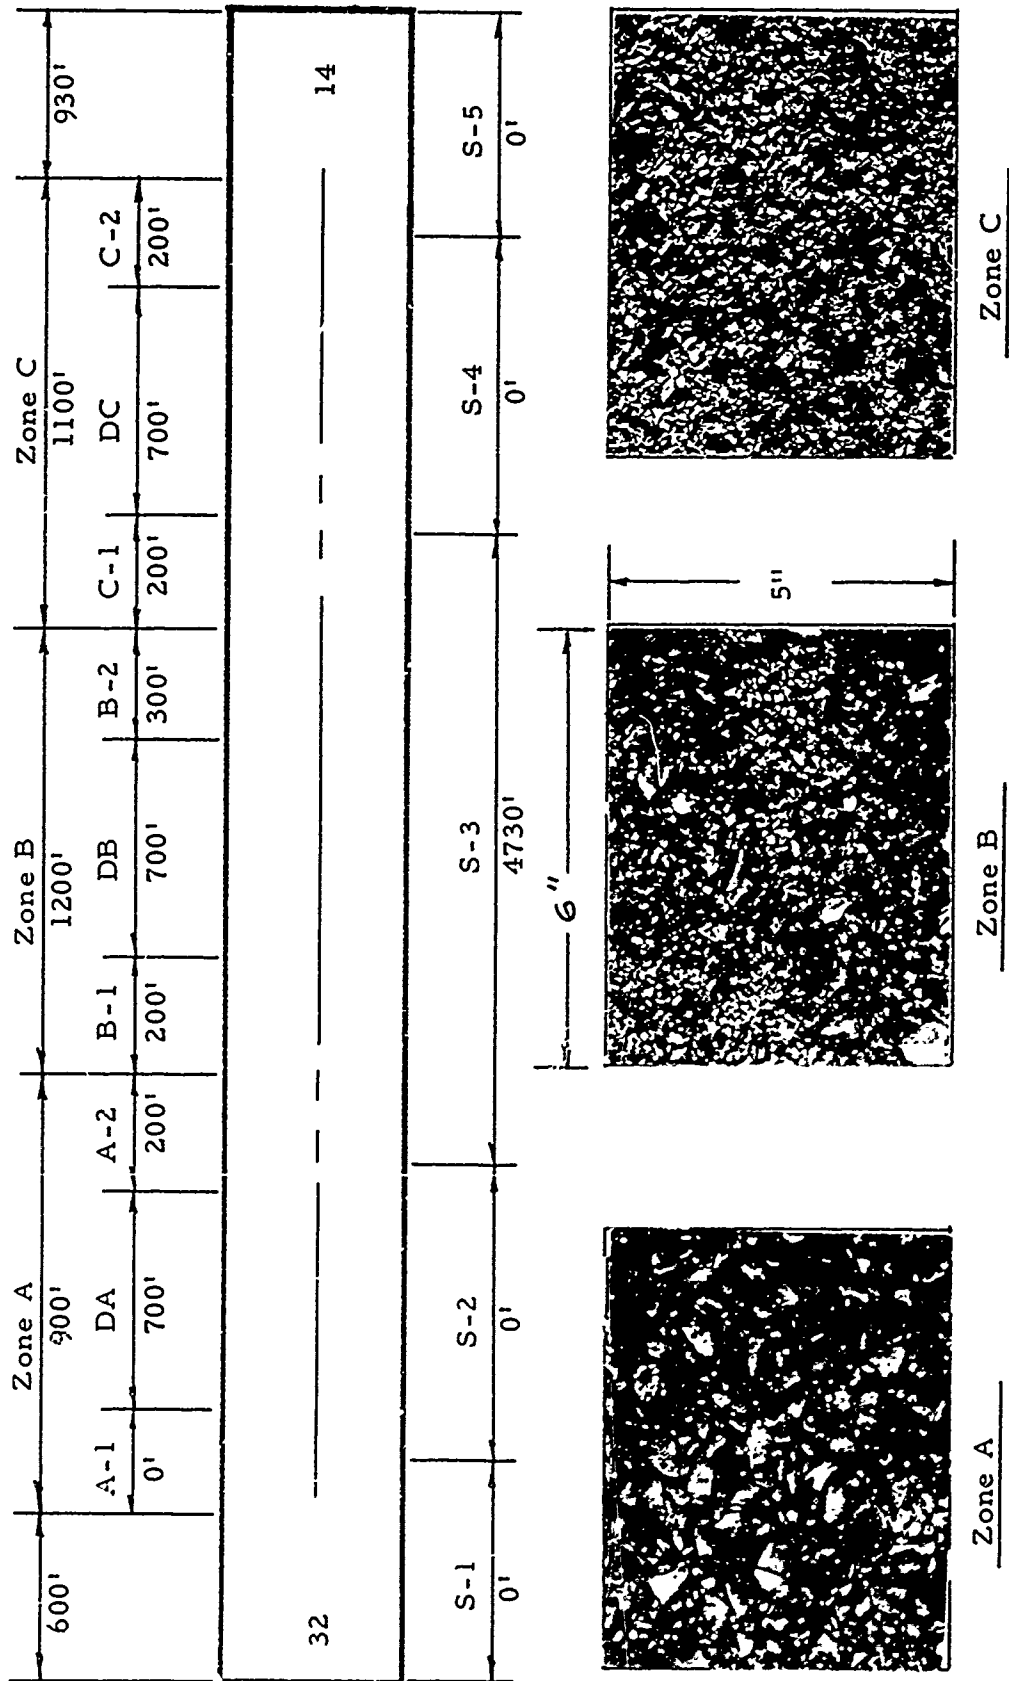 Zone A
Zone B
Zone C
600'
900'
1200'
1100'
930'
A-1
DA
A-2
B-1
DB
B-2
C-1
DC
C-2
0'
700'
200'
200'
700'
300'
200'
700'
200'
32
14
S-1
S-2
S-3
S-4
S-5
0'
0'
4730'
0'
0'
6"
5"
Zone A
Zone B
Zone C